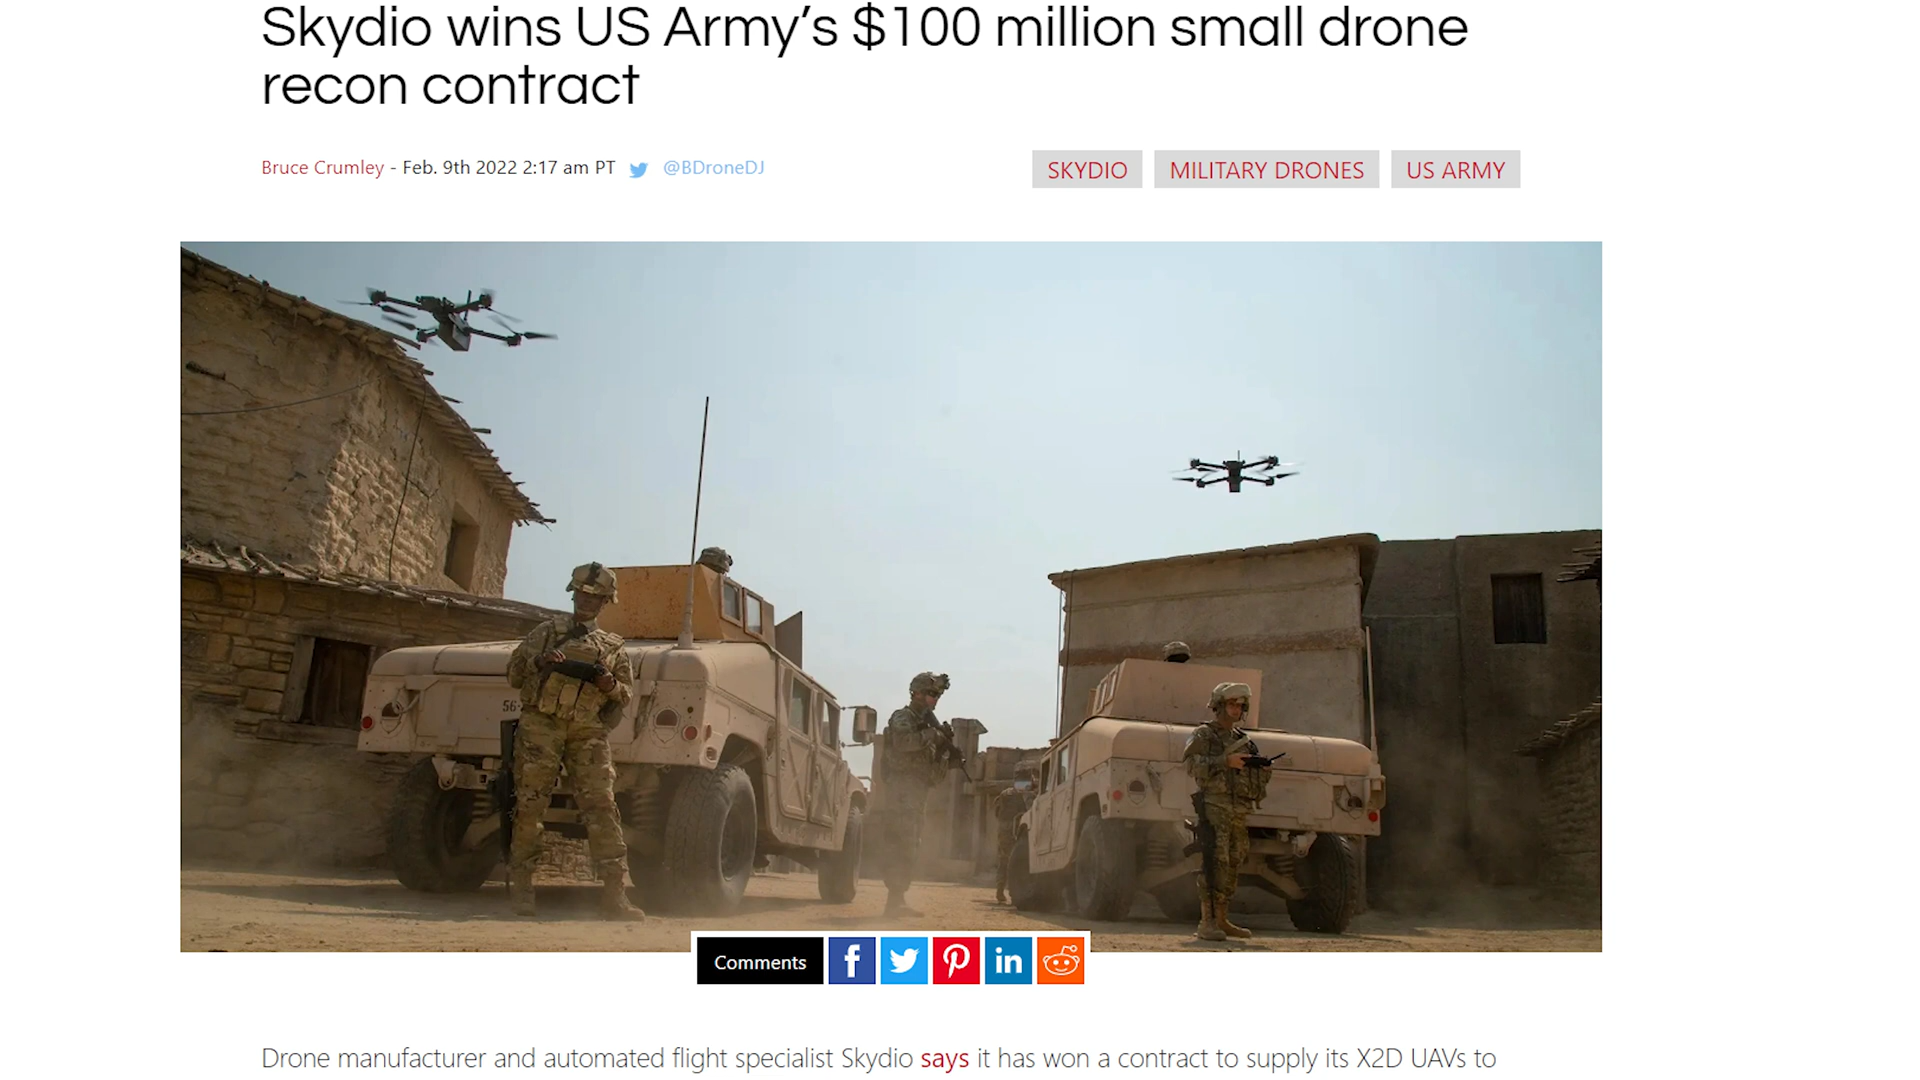 Skydio wins US Army’s $100 million small drone
recon contract
Bruce Crumley - Feb. 9th 2022 2:17 am PT @BDroneDJ
SKYDIO MILITARY DRONES US ARMY
56
Comments
Drone manufacturer and automated flight specialist Skydio says it has won a contract to supply its X2D UAVs to